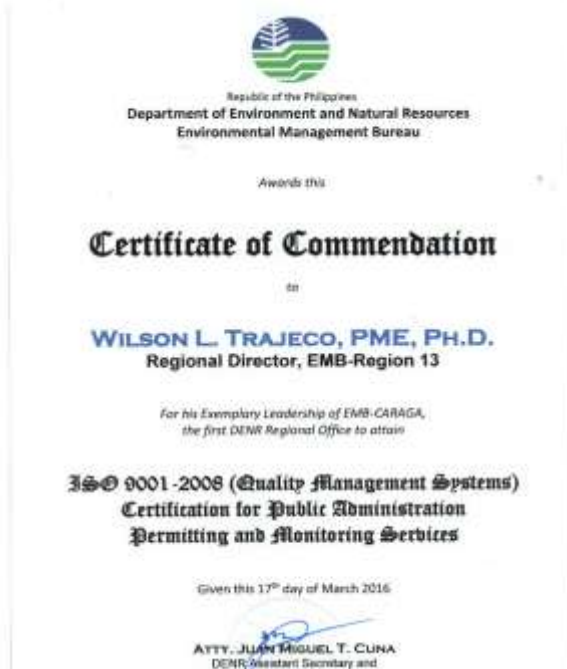 Republic of the Philippines
Department of Environment and Natural Resources
Environmental Management Bureau
Awards this
Certificate of Commendation
to
WILSON L. TRAJECO, PME, PH.D.
Regional Director, EMB-Region 13
For his Exemplary Leadership of EMB-CARAGA,
the first DENR Regional Office to attain
ISO 9001-2008 (Quality Management Systems)
Certification for Public Administration
Permitting and Monitoring Services
Given this 17th day of March 2016
ATTY. JUAN MIGUEL T. CUNA
DENR Assistant Secretary and